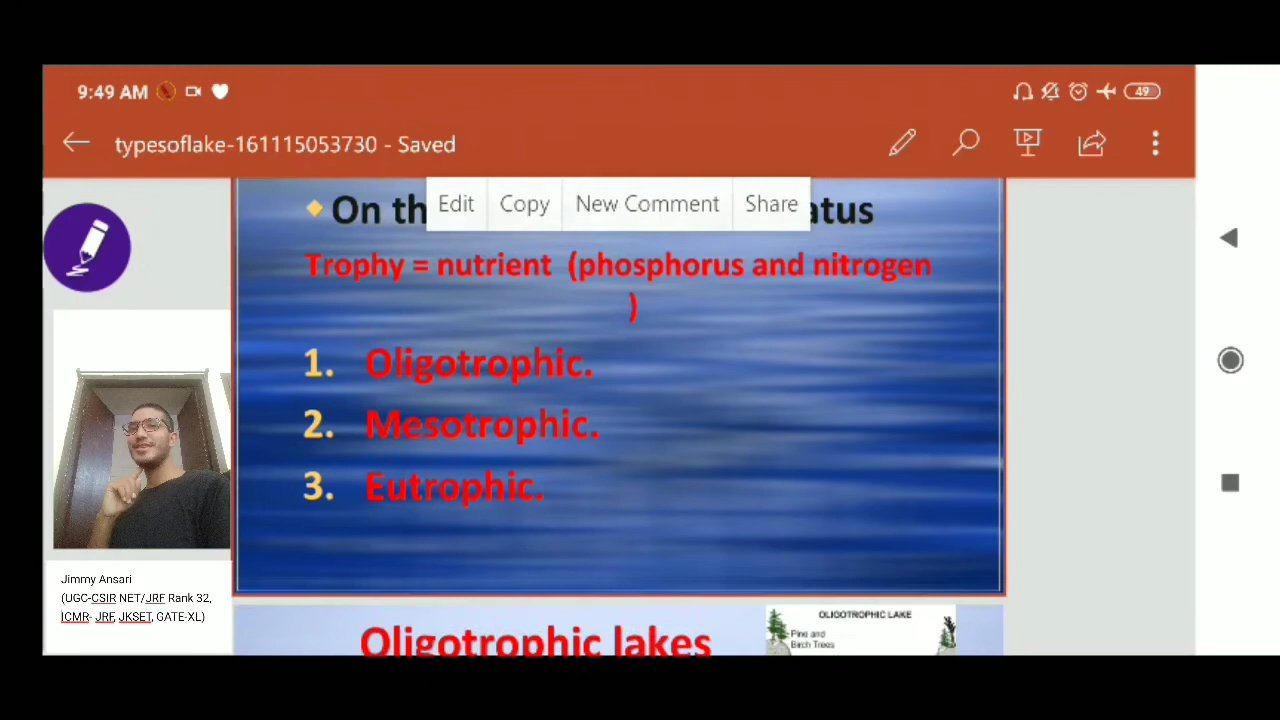 9:49 AM
49
typesoflake-161115053730 - Saved
Edit Copy New Comment Share
On th atus
Trophy = nutrient (phosphorus and nitrogen
)
1. Oligotrophic.
2. Mesotrophic.
3. Eutrophic.
Jimmy Ansari
(UGC-CSIR NET/JRF Rank 32,
ICMR- JRF, JKSET, GATE-XL)
Oligotrophic lakes
OLIGOTROPHIC LAKE
Pine and
Birch Trees